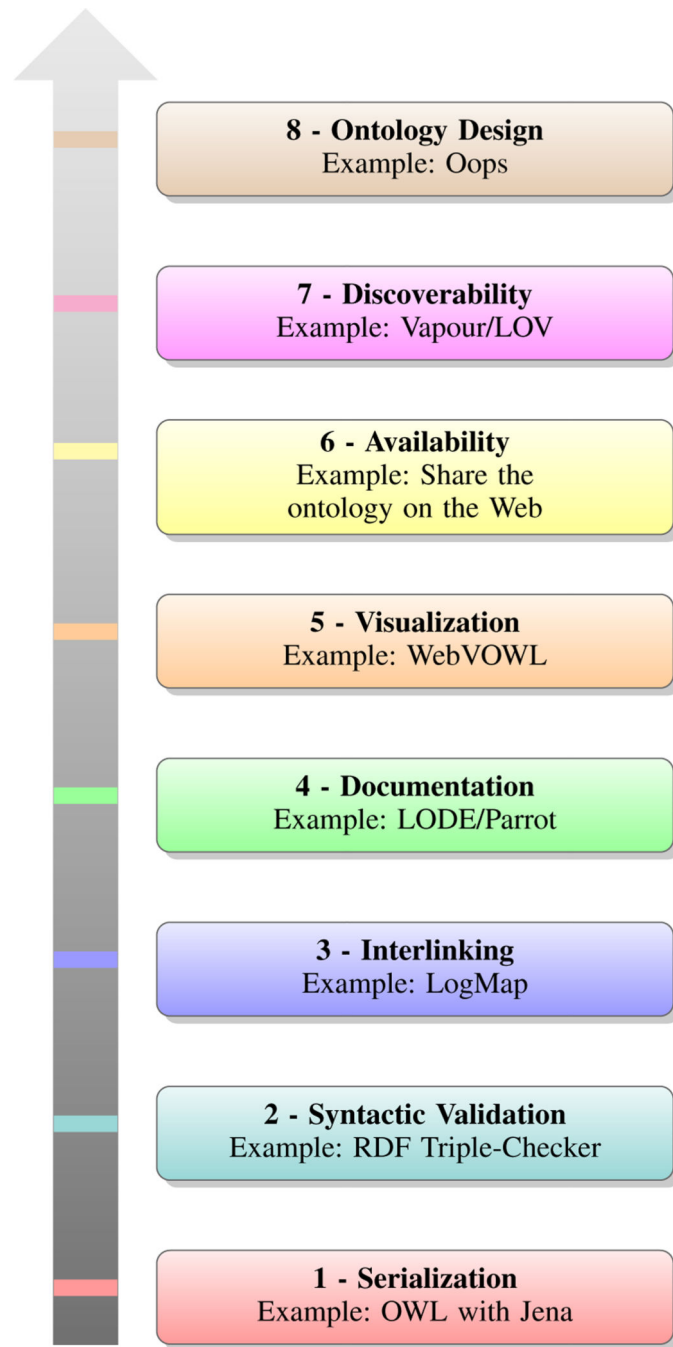 8 - Ontology Design
Example: Oops
7 - Discoverability
Example: Vapour/LOV
6 - Availability
Example: Share the
ontology on the Web
5 - Visualization
Example: WebVOWL
4 - Documentation
Example: LODE/Parrot
3 - Interlinking
Example: LogMap
2 - Syntactic Validation
Example: RDF Triple-Checker
1 - Serialization
Example: OWL with Jena